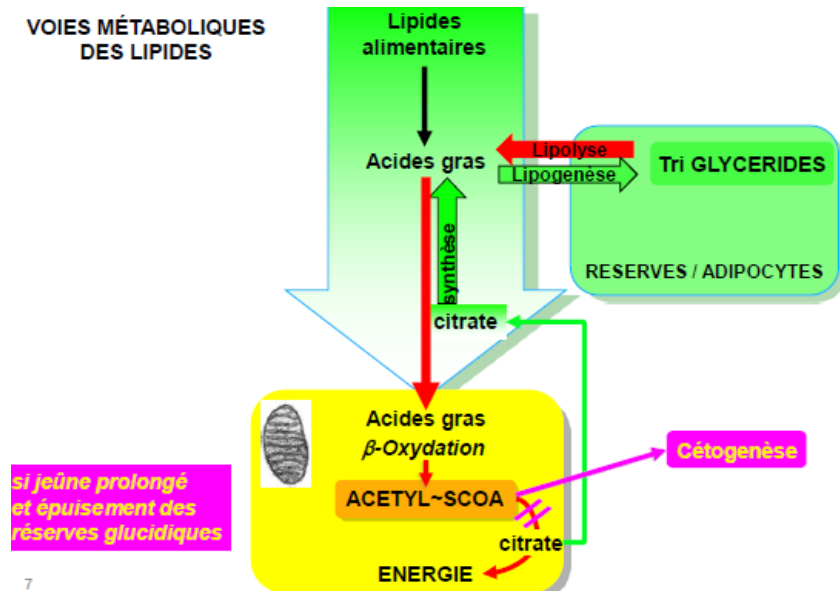 VOIES MÉTABOLIQUES
DES LIPIDES
Lipides
alimentaires
Acides gras
Lipolyse
Lipogenèse
Tri GLYCERIDES
RESERVES / ADIPOCYTES
synthèse
citrate
Acides gras
β-Oxydation
ACETYL~SCOA
citrate
ENERGIE
Cétogenèse
si jeûne prolongé
et épuisement des
réserves glucidiques
7